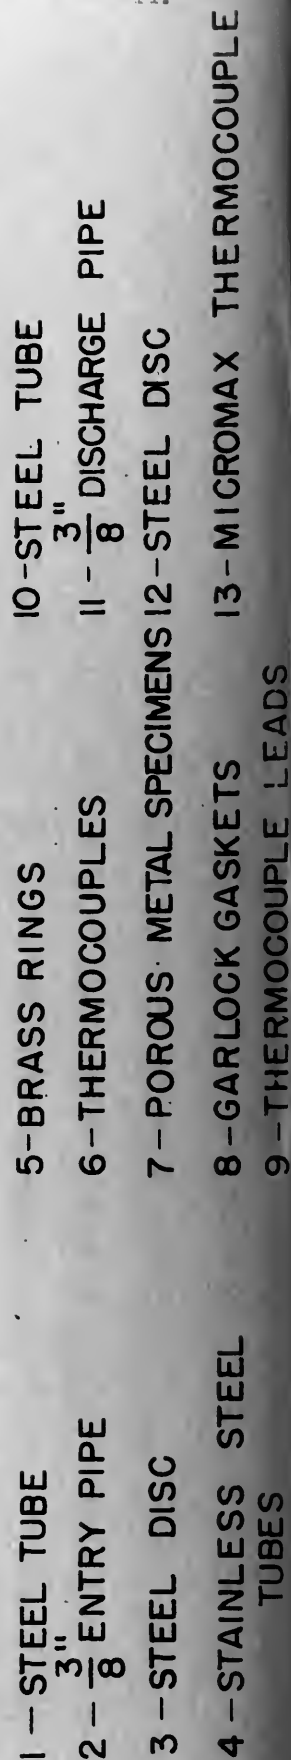 1 — STEEL TUBE
2 — 3/8" ENTRY PIPE
3 — STEEL DISC
4 — STAINLESS STEEL
TUBES
5-BRASS RINGS
6-THERMOCOUPLES
7-POROUS METAL SPECIMENS
8-GARLOCK GASKETS
9-THERMOCOUPLE LEADS
10-STEEL TUBE
11 - 3/8" DISCHARGE PIPE
12-STEEL DISC
13-MICROMAX THERMOCOUPLE